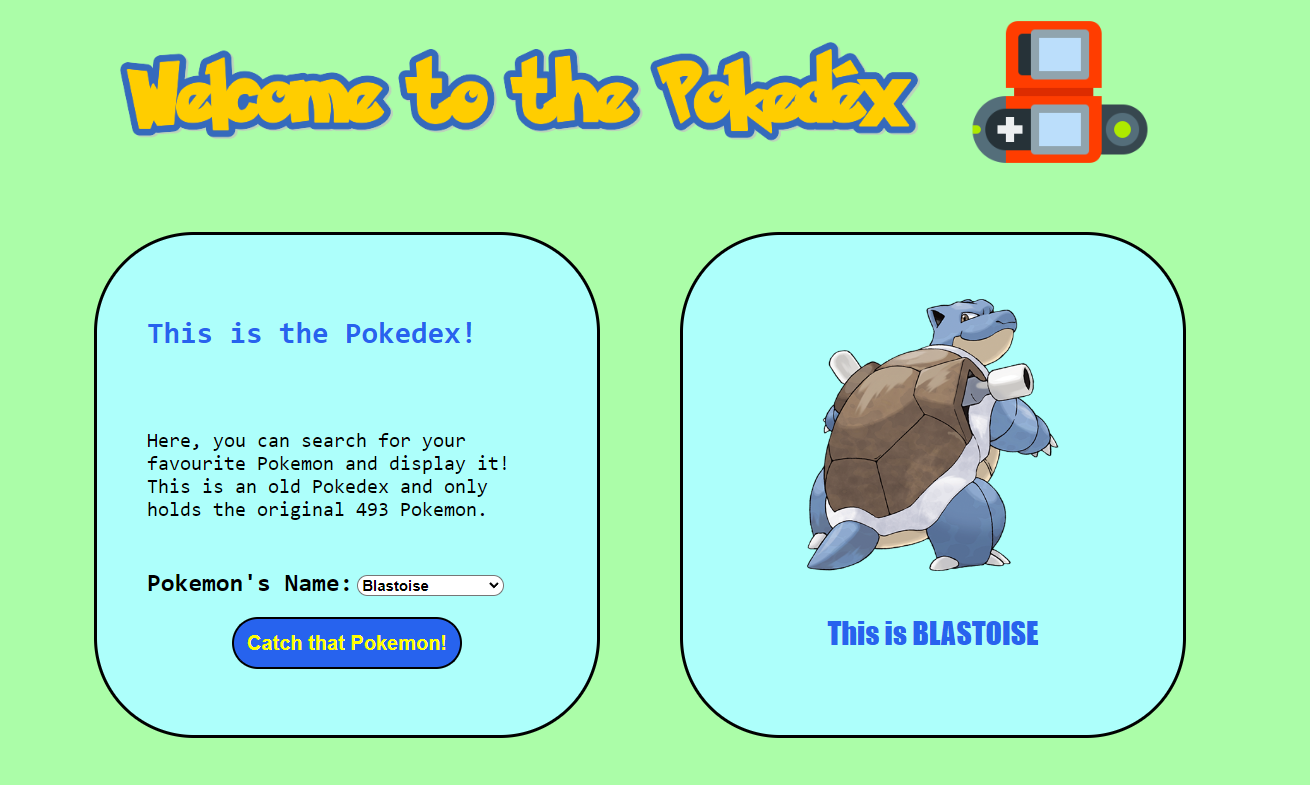 Welcome to the Pokedéx
This is the Pokedex!
Here, you can search for your
favourite Pokemon and display it!
This is an old Pokedex and only
holds the original 493 Pokemon.
Pokemon's Name: Blastoise
Catch that Pokemon!
This is BLASTOISE